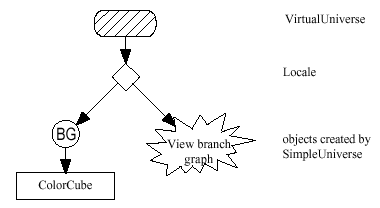 VirtualUniverse
Locale
BG
View branch
graph
objects created by
SimpleUniverse
ColorCube